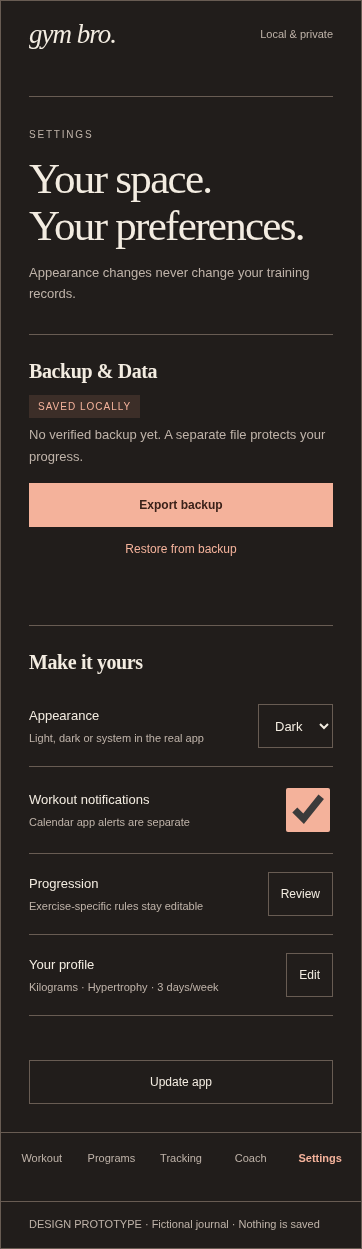 gym bro.
Local & private
SETTINGS
Your space.
Your preferences.
Appearance changes never change your training
records.
Backup & Data
SAVED LOCALLY
No verified backup yet. A separate file protects your
progress.
Export backup
Restore from backup
Make it yours
Appearance
Light, dark or system in the real app
Dark
Workout notifications
Calendar app alerts are separate
Progression
Exercise-specific rules stay editable
Review
Your profile
Kilograms · Hypertrophy · 3 days/week
Edit
Update app
Workout Programs Tracking Coach Settings
DESIGN PROTOTYPE · Fictional journal · Nothing is saved